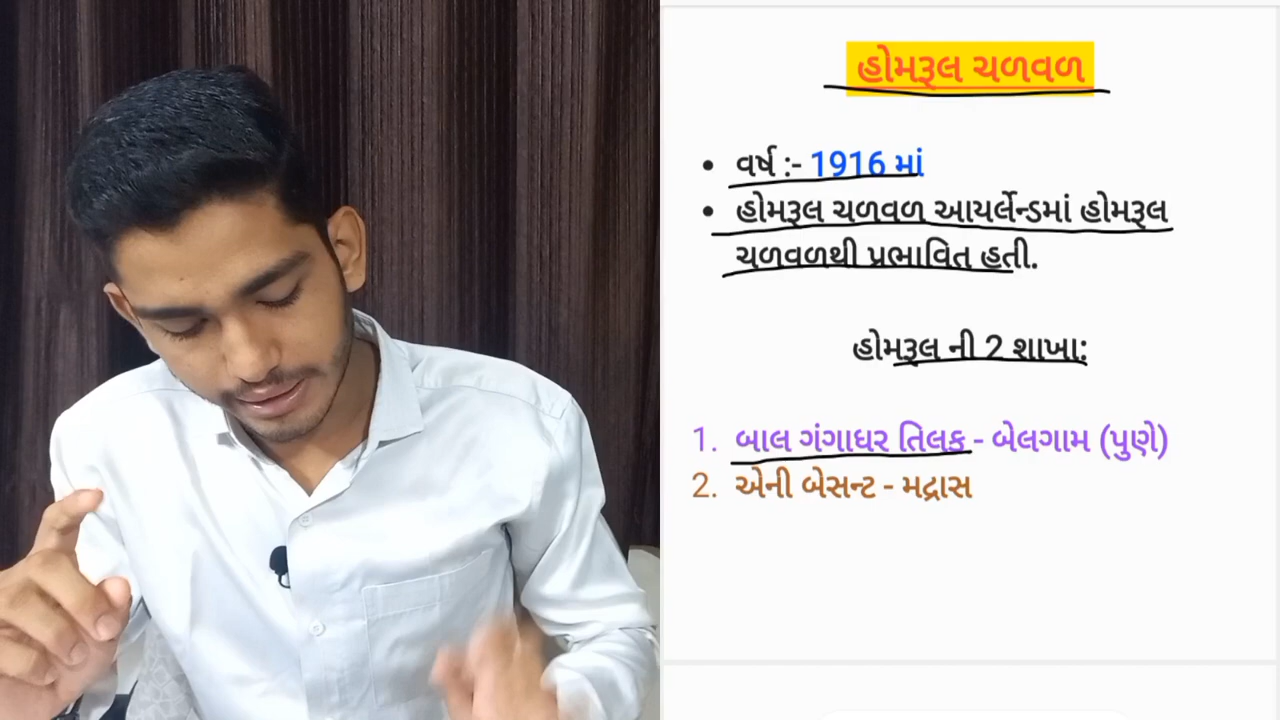 હોમરૂલ ચળવળ
• વર્ષ :- 1916 માં
• હોમરૂલ ચળવળ આયર્લેન્ડમાં હોમરૂલ
ચળવળથી પ્રભાવિત હતી.
હોમરૂલ ની 2 શાખા:
1. બાલ ગંગાધર તિલક - બેલગામ (પુણે)
2. એની બેસન્ટ - મદ્રાસ